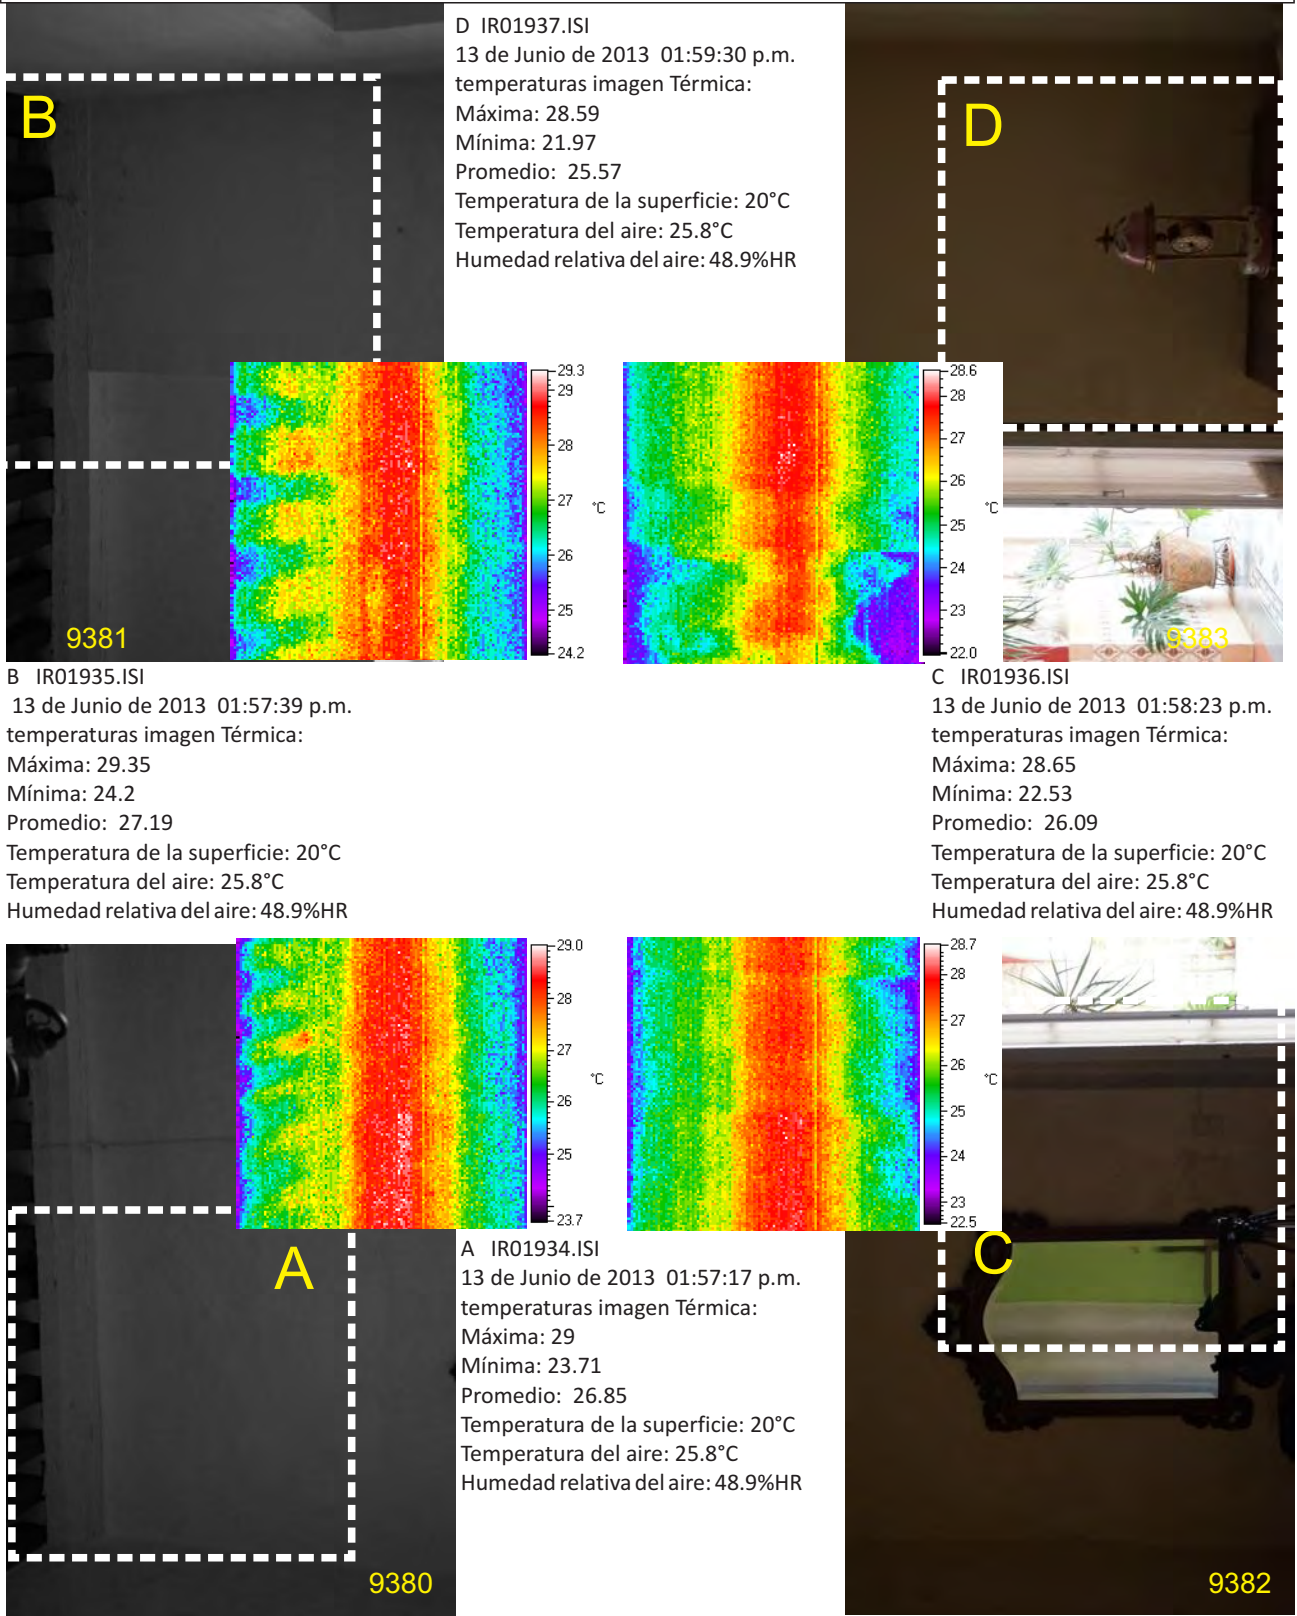 D IR01937.ISI
13 de Junio de 2013 01:59:30 p.m.
temperaturas imagen Térmica:
Máxima: 28.59
Mínima: 21.97
Promedio: 25.57
Temperatura de la superficie: 20°C
Temperatura del aire: 25.8°C
Humedad relativa del aire: 48.9%HR
B
D
29.3
29
28
27
°C
26
25
24.2
28.6
28
27
26
°C
25
24
23
22.0
9381
9383
B IR01935.ISI
13 de Junio de 2013 01:57:39 p.m.
temperaturas imagen Térmica:
Máxima: 29.35
Mínima: 24.2
Promedio: 27.19
Temperatura de la superficie: 20°C
Temperatura del aire: 25.8°C
Humedad relativa del aire: 48.9%HR
C IR01936.ISI
13 de Junio de 2013 01:58:23 p.m.
temperaturas imagen Térmica:
Máxima: 28.65
Mínima: 22.53
Promedio: 26.09
Temperatura de la superficie: 20°C
Temperatura del aire: 25.8°C
Humedad relativa del aire: 48.9%HR
29.0
28
27
°C
26
25
23.7
28.7
28
27
26
°C
25
24
23
22.5
A
C
A IR01934.ISI
13 de Junio de 2013 01:57:17 p.m.
temperaturas imagen Térmica:
Máxima: 29
Mínima: 23.71
Promedio: 26.85
Temperatura de la superficie: 20°C
Temperatura del aire: 25.8°C
Humedad relativa del aire: 48.9%HR
9380
9382